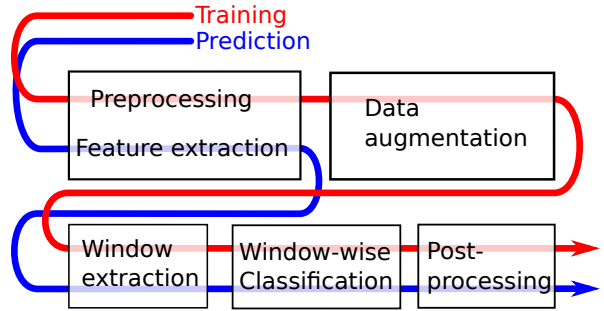 Training
Prediction
Preprocessing
Feature extraction
Data
augmentation
Window
extraction
Window-wise
Classification
Post-
processing